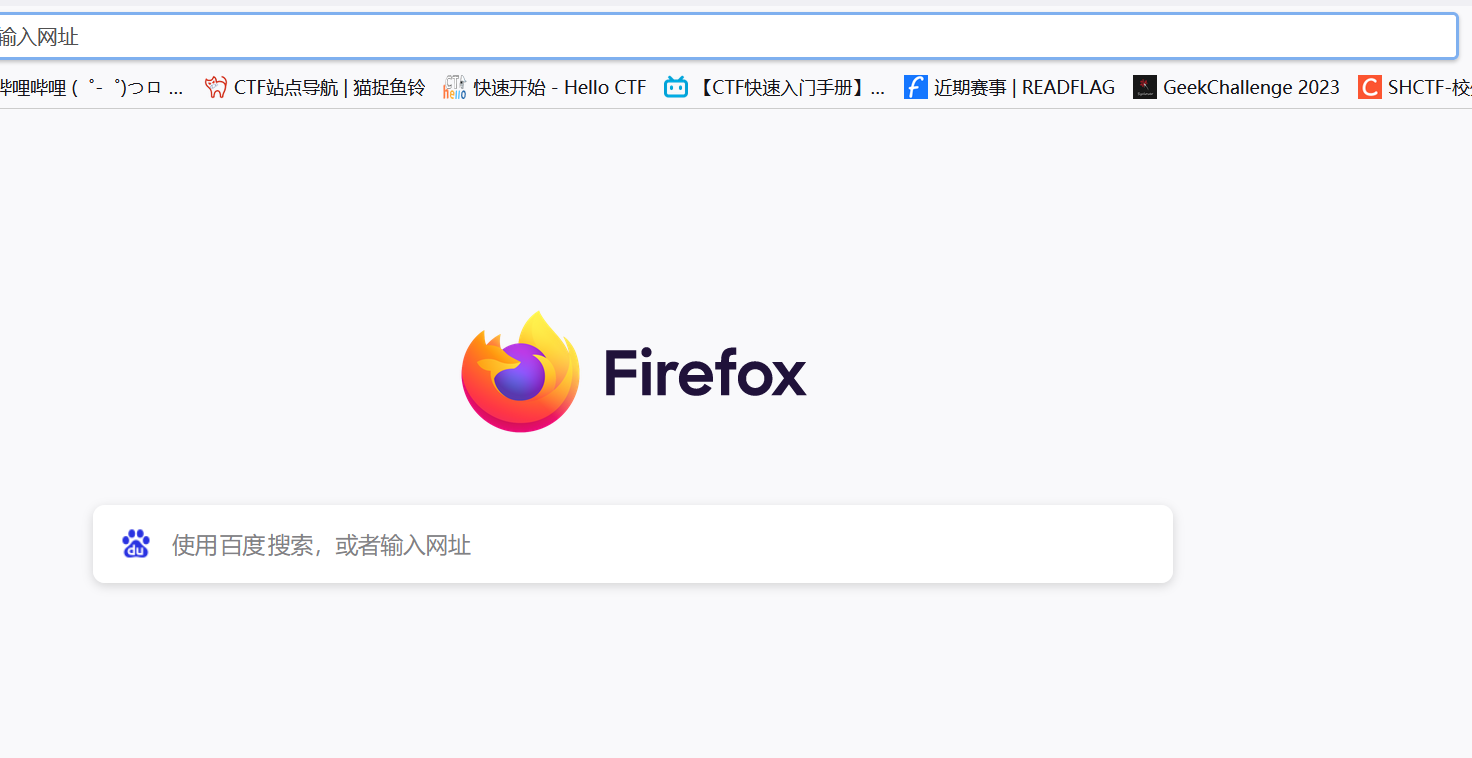 输入网址
哔哩哔哩 (゜-゜)つロ ... CTF站点导航 | 猫捉鱼铃 快速开始 - Hello CTF 【CTF快速入门手册】... 近期赛事 | READFLAG GeekChallenge 2023 SHCTF-校
Firefox
使用百度搜索，或者输入网址